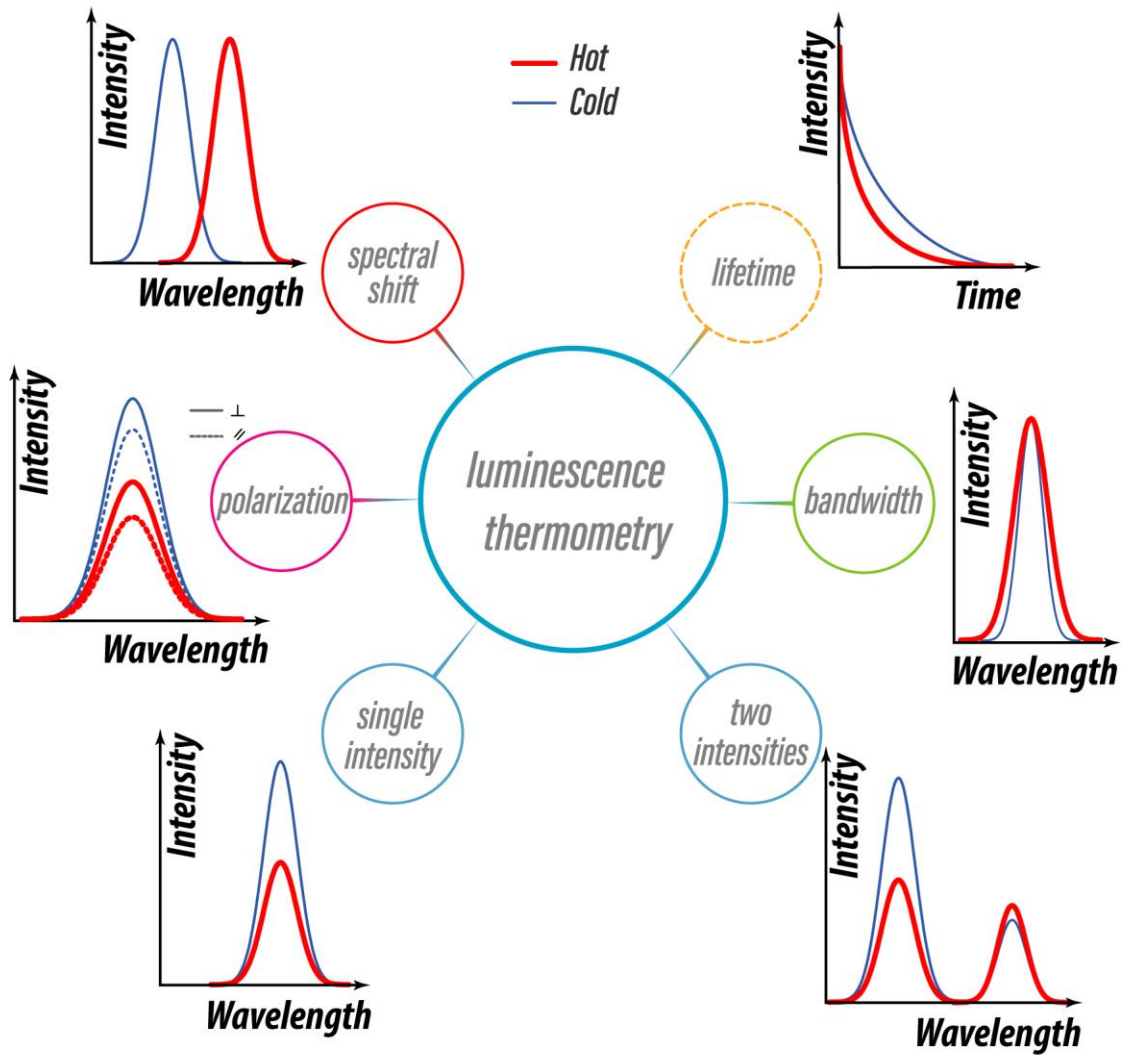 Intensity
Wavelength
Hot
Cold
Intensity
Time
spectral
shift
lifetime
Intensity
Wavelength
⊥
//
polarization
luminescence
thermometry
bandwidth
Intensity
Wavelength
single
intensity
two
intensities
Intensity
Wavelength
Intensity
Wavelength